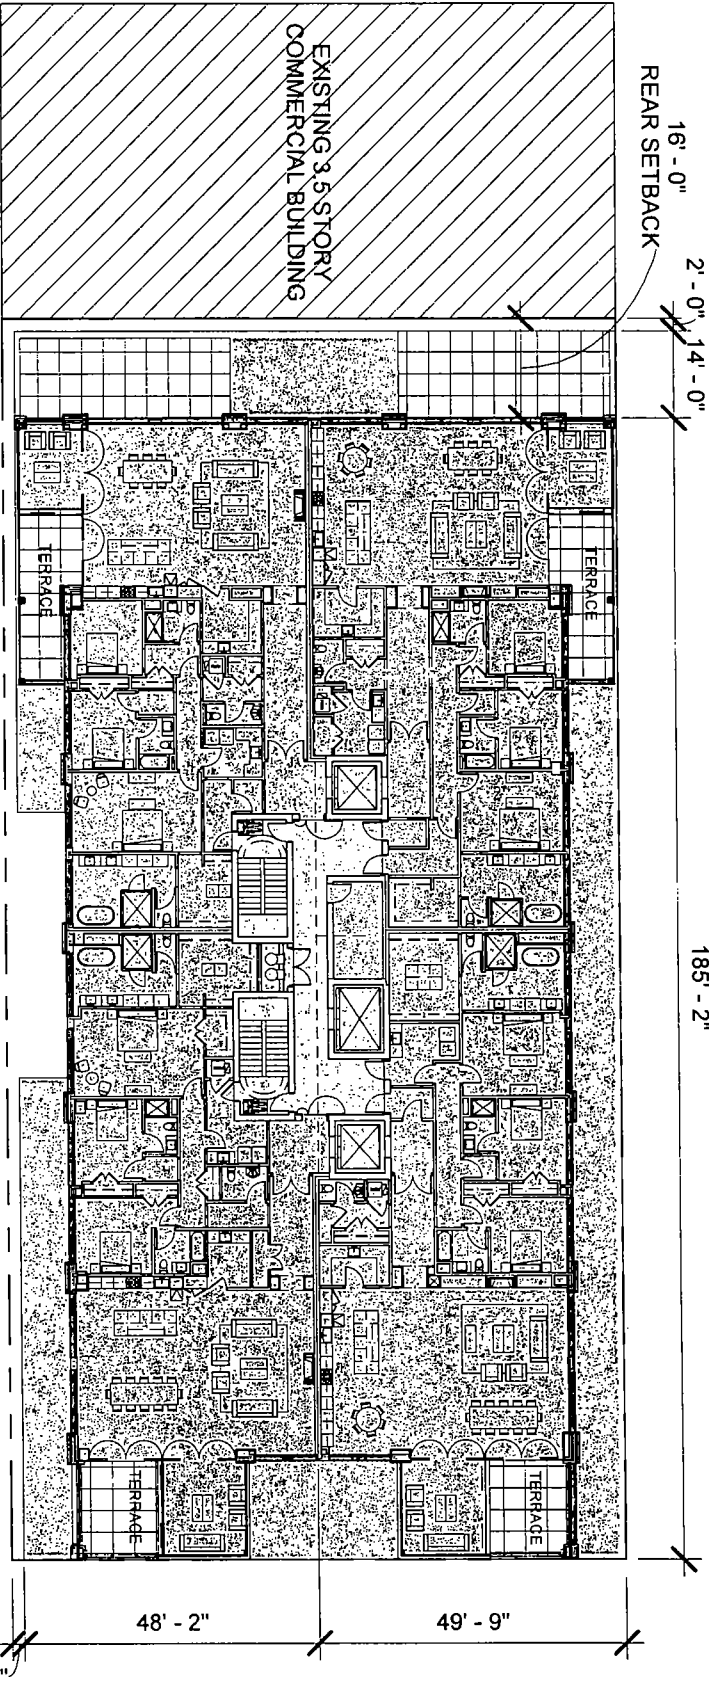 EXISTING 3.5 STORY
COMMERCIAL BUILDING
16' - 0"
REAR SETBACK
2' - 0"
14' - 0"
185' - 2"
TERRACE
TERRACE
TERRACE
TERRACE
48' - 2"
49' - 9"